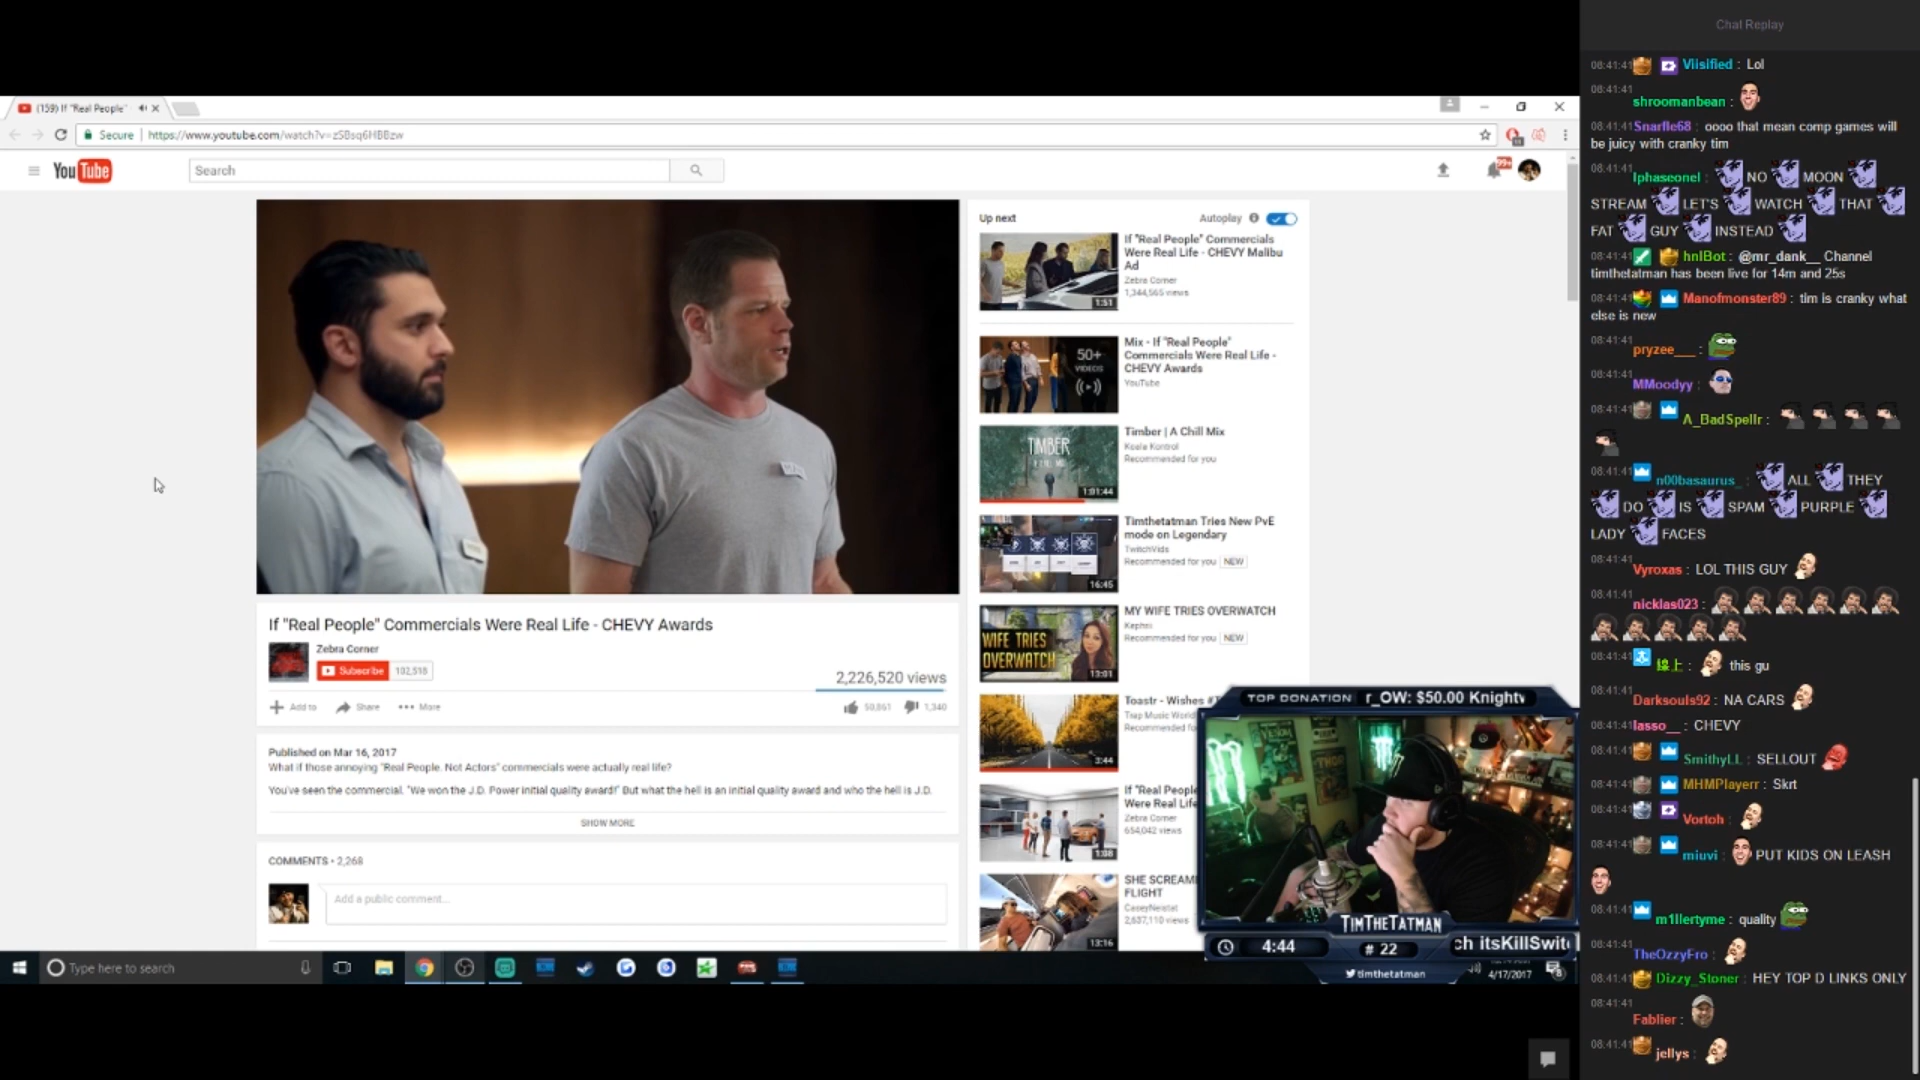 (159) If "Real People"
Secure
https://www.youtube.com/watch?v=zSBsq6HBBzw
YouTube
Search
99+
Up next
Autoplay
If "Real People" Commercials
Were Real Life - CHEVY Malibu
Ad
Zebra Corner
1,344,565 views
1:51
Mix - If "Real People"
Commercials Were Real Life -
CHEVY Awards
YouTube
50+
VIDEOS
Timber | A Chill Mix
Koala Kontrol
Recommended for you
TIMBER
1:01:44
Timthetatman Tries New PvE
mode on Legendary
TwitchVids
Recommended for you NEW
16:45
MY WIFE TRIES OVERWATCH
Kephrii
Recommended for you NEW
WIFE TRIES
OVERWATCH
13:01
Toastr - Wishes
Trap Music World
Recommended for
3:44
If "Real People
Were Real Life
Zebra Corner
654,042 views
1:08
SHE SCREAM
FLIGHT
CaseyNeistat
2,637,110 views
13:16
If "Real People" Commercials Were Real Life - CHEVY Awards
Zebra Corner
Subscribe 102,518
2,226,520 views
Add to
Share
More
50,861
1,340
Published on Mar 16, 2017
What if those annoying "Real People. Not Actors" commercials were actually real life?
You've seen the commercial. "We won the J.D. Power initial quality award!" But what the hell is an initial quality award and who the hell is J.D.
SHOW MORE
COMMENTS • 2,268
Add a public comment...
Type here to search
4/17/2017
TOP DONATION r_OW: $50.00 Knightv
TIMTHETATMAN
4:44
# 22
ch itsKillSwit
timthetatman
Chat Replay
08:41:41 Viisified : Lol
08:41:41 shroomanbean :
08:41:41 Snarfle68 : oooo that mean comp games will
be juicy with cranky tim
08:41:41 Iphaseonel : NO MOON
STREAM LET'S WATCH THAT
FAT GUY INSTEAD
08:41:41 hnlBot : @mr_dank__ Channel
timthetatman has been live for 14m and 25s
08:41:41 Manofmonster89 : tim is cranky what
else is new
08:41:41 pryzee___ :
08:41:41 MMoodyy :
08:41:41 A_BadSpellr :
08:41:41 n00basaurus_ : ALL THEY
DO IS SPAM PURPLE
LADY FACES
08:41:41 Vyroxas : LOL THIS GUY
08:41:41 nicklas023 :
08:41:41 線上 : this gu
08:41:41 Darksouls92 : NA CARS
08:41:41 lasso__ : CHEVY
08:41:41 SmithyLL : SELLOUT
08:41:41 MHMPlayerr : Skrt
08:41:41 Vortoh :
08:41:41 miuvi : PUT KIDS ON LEASH
08:41:41 m1llertyme : quality
08:41:41 TheOzzyFro :
08:41:41 Dizzy_Stoner : HEY TOP D LINKS ONLY
08:41:41 Fablier :
08:41:41 jellys :